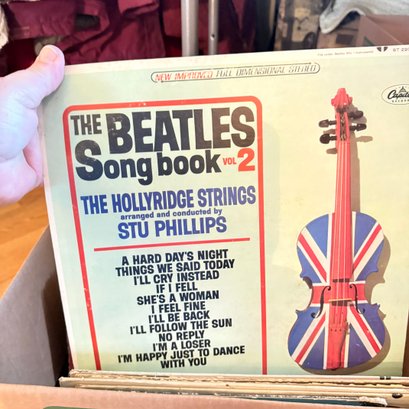 NEW IMPROVED FULL DIMENSIONAL STEREO
Capitol
THE BEATLES
Songbook VOL 2
THE HOLLYRIDGE STRINGS
arranged and conducted by
STU PHILLIPS
A HARD DAY'S NIGHT
THINGS WE SAID TODAY
I'LL CRY INSTEAD
IF I FELL
SHE'S A WOMAN
I FEEL FINE
I'LL BE BACK
I'LL FOLLOW THE SUN
NO REPLY
I'M A LOSER
I'M HAPPY JUST TO DANCE
WITH YOU